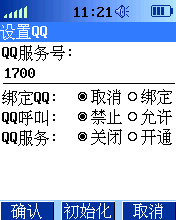 11:21
设置QQ
QQ服务号:
1700
绑定QQ: 取消 绑定
QQ呼叫: 禁止 允许
QQ服务: 关闭 开通
确认 初始化 取消